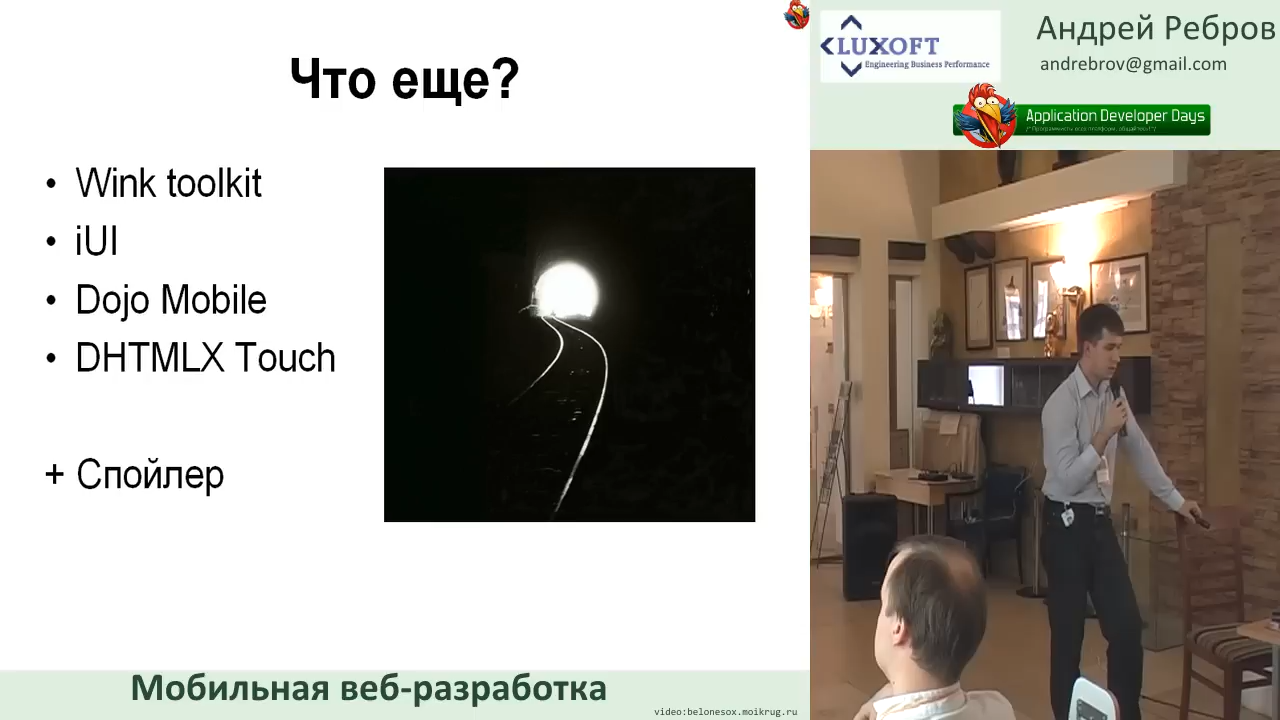 Что еще?
• Wink toolkit
• iUI
• Dojo Mobile
• DHTMLX Touch
+ Спойлер
Мобильная веб-разработка
video:belonesox.moikrug.ru
LUXOFT
Engineering Business Performance
Андрей Ребров
andrebrov@gmail.com
Application Developer Days